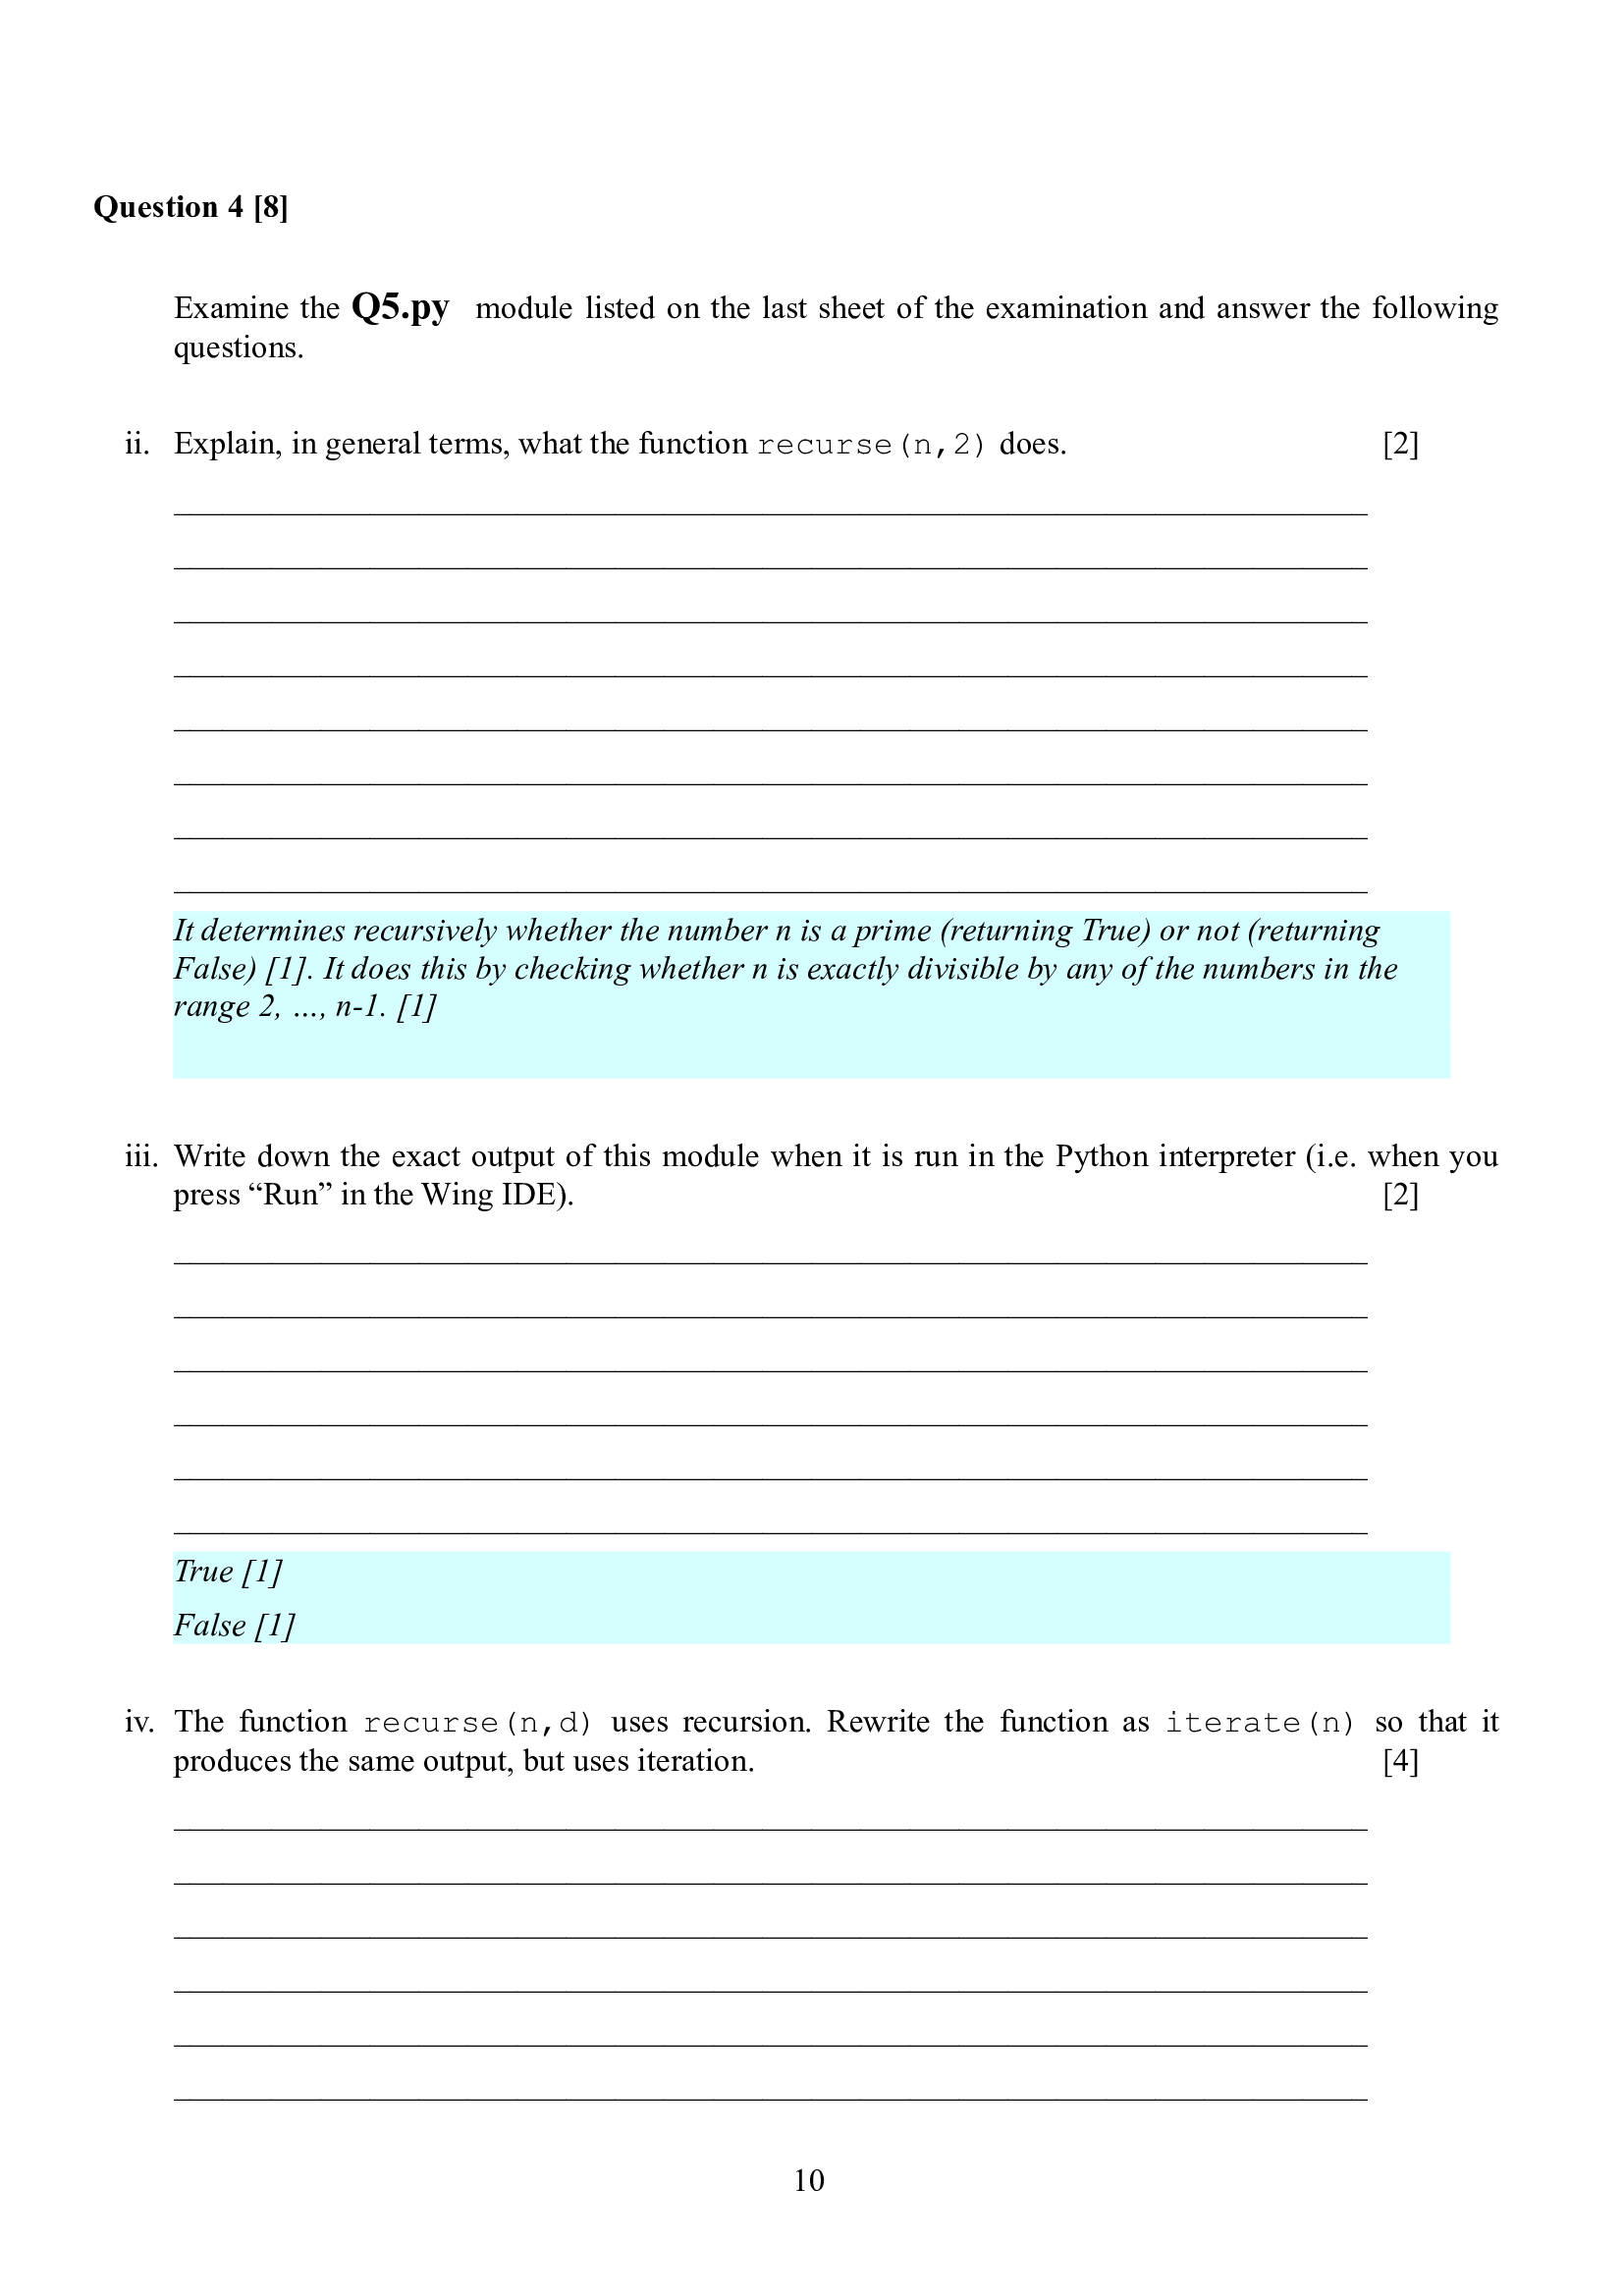 Question 4 [8]
Examine the Q5.py module listed on the last sheet of the examination and answer the following
questions.
ii. Explain, in general terms, what the function recurse(n,2) does. [2]
It determines recursively whether the number n is a prime (returning True) or not (returning
False) [1]. It does this by checking whether n is exactly divisible by any of the numbers in the
range 2, ..., n-1. [1]
iii. Write down the exact output of this module when it is run in the Python interpreter (i.e. when you
press “Run” in the Wing IDE). [2]
True [1]
False [1]
iv. The function recurse(n,d) uses recursion. Rewrite the function as iterate(n) so that it
produces the same output, but uses iteration. [4]
10